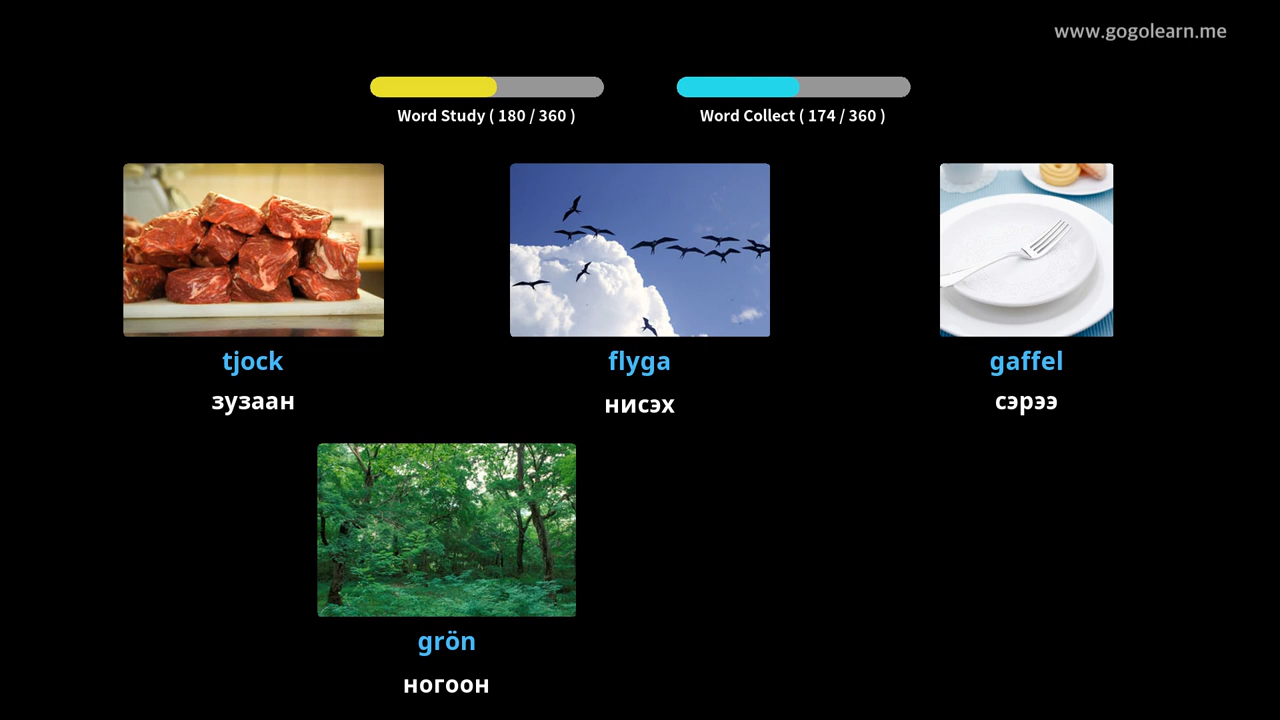 www.gogolearn.me
Word Study ( 180 / 360 )
Word Collect ( 174 / 360 )
tjock
зузаан
flyga
нисэх
gaffel
сэрээ
grön
ногоон